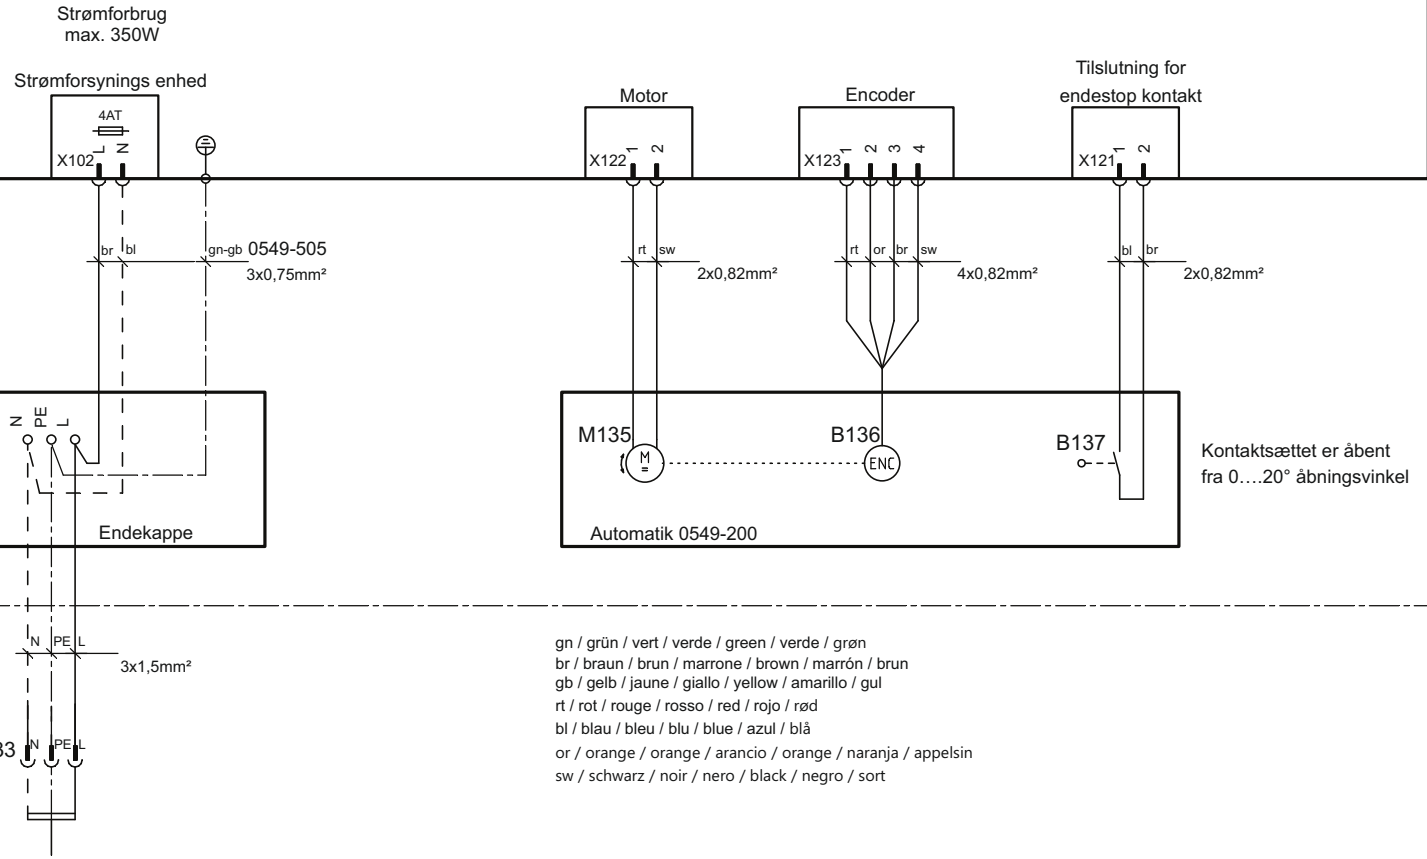 Strømforbrug
max. 350W
Strømforsynings enhed
4AT
L N
X102
Motor
X122 1 2
Encoder
X123 1 2 3 4
Tilslutning for
endestop kontakt
X121 1 2
br bl gn-gb 0549-505
3x0,75mm²
rt sw
2x0,82mm²
rt or br sw
4x0,82mm²
bl br
2x0,82mm²
N PE L
Endekappe
M135
M
=
B136
ENC
B137
Automatik 0549-200
Kontaktsættet er åbent
fra 0....20° åbningsvinkel
N PE L
3x1,5mm²
33 N PE L
gn / grün / vert / verde / green / verde / grøn
br / braun / brun / marrone / brown / marrón / brun
gb / gelb / jaune / giallo / yellow / amarillo / gul
rt / rot / rouge / rosso / red / rojo / rød
bl / blau / bleu / blu / blue / azul / blå
or / orange / orange / arancio / orange / naranja / appelsin
sw / schwarz / noir / nero / black / negro / sort